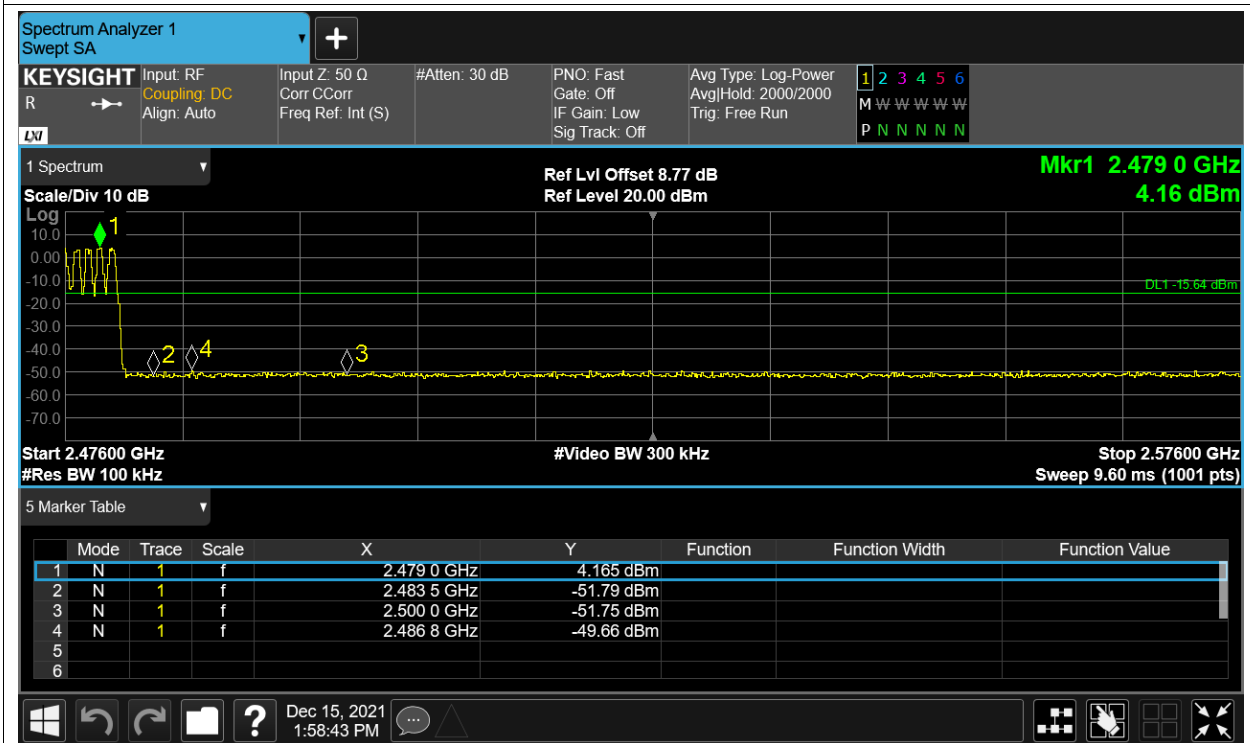 Spectrum Analyzer 1
Swept SA
KEYSIGHT
R
LXI
Input: RF
Coupling: DC
Align: Auto
Input Z: 50 Ω
Corr CCorr
Freq Ref: Int (S)
#Atten: 30 dB
PNO: Fast
Gate: Off
IF Gain: Low
Sig Track: Off
Avg Type: Log-Power
Avg|Hold: 2000/2000
Trig: Free Run
1 2 3 4 5 6
M W W W W W
P N N N N N
1 Spectrum
Scale/Div 10 dB
Ref Lvl Offset 8.77 dB
Ref Level 20.00 dBm
Mkr1 2.479 0 GHz
4.16 dBm
Log
10.0
0.00
-10.0
-20.0
-30.0
-40.0
-50.0
-60.0
-70.0
1
2
4
3
DL1 -15.64 dBm
Start 2.47600 GHz
#Res BW 100 kHz
#Video BW 300 kHz
Stop 2.57600 GHz
Sweep 9.60 ms (1001 pts)
5 Marker Table
Mode Trace Scale X Y Function Function Width Function Value
1 N 1 f 2.479 0 GHz 4.165 dBm
2 N 1 f 2.483 5 GHz -51.79 dBm
3 N 1 f 2.500 0 GHz -51.75 dBm
4 N 1 f 2.486 8 GHz -49.66 dBm
5
6
?
Dec 15, 2021
1:58:43 PM